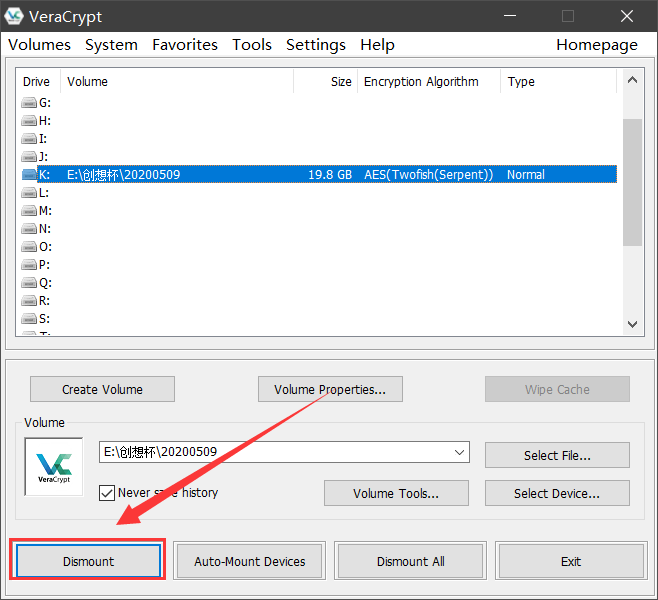 VeraCrypt
Volumes System Favorites Tools Settings Help Homepage
Drive Volume Size Encryption Algorithm Type
G:
H:
I:
J:
K: E:\创想杯\20200509 19.8 GB AES(Twofish(Serpent)) Normal
L:
M:
N:
O:
P:
Q:
R:
S:
T:
Create Volume Volume Properties... Wipe Cache
Volume
E:\创想杯\20200509 Select File...
VeraCrypt
Never save history Volume Tools... Select Device...
Dismount Auto-Mount Devices Dismount All Exit